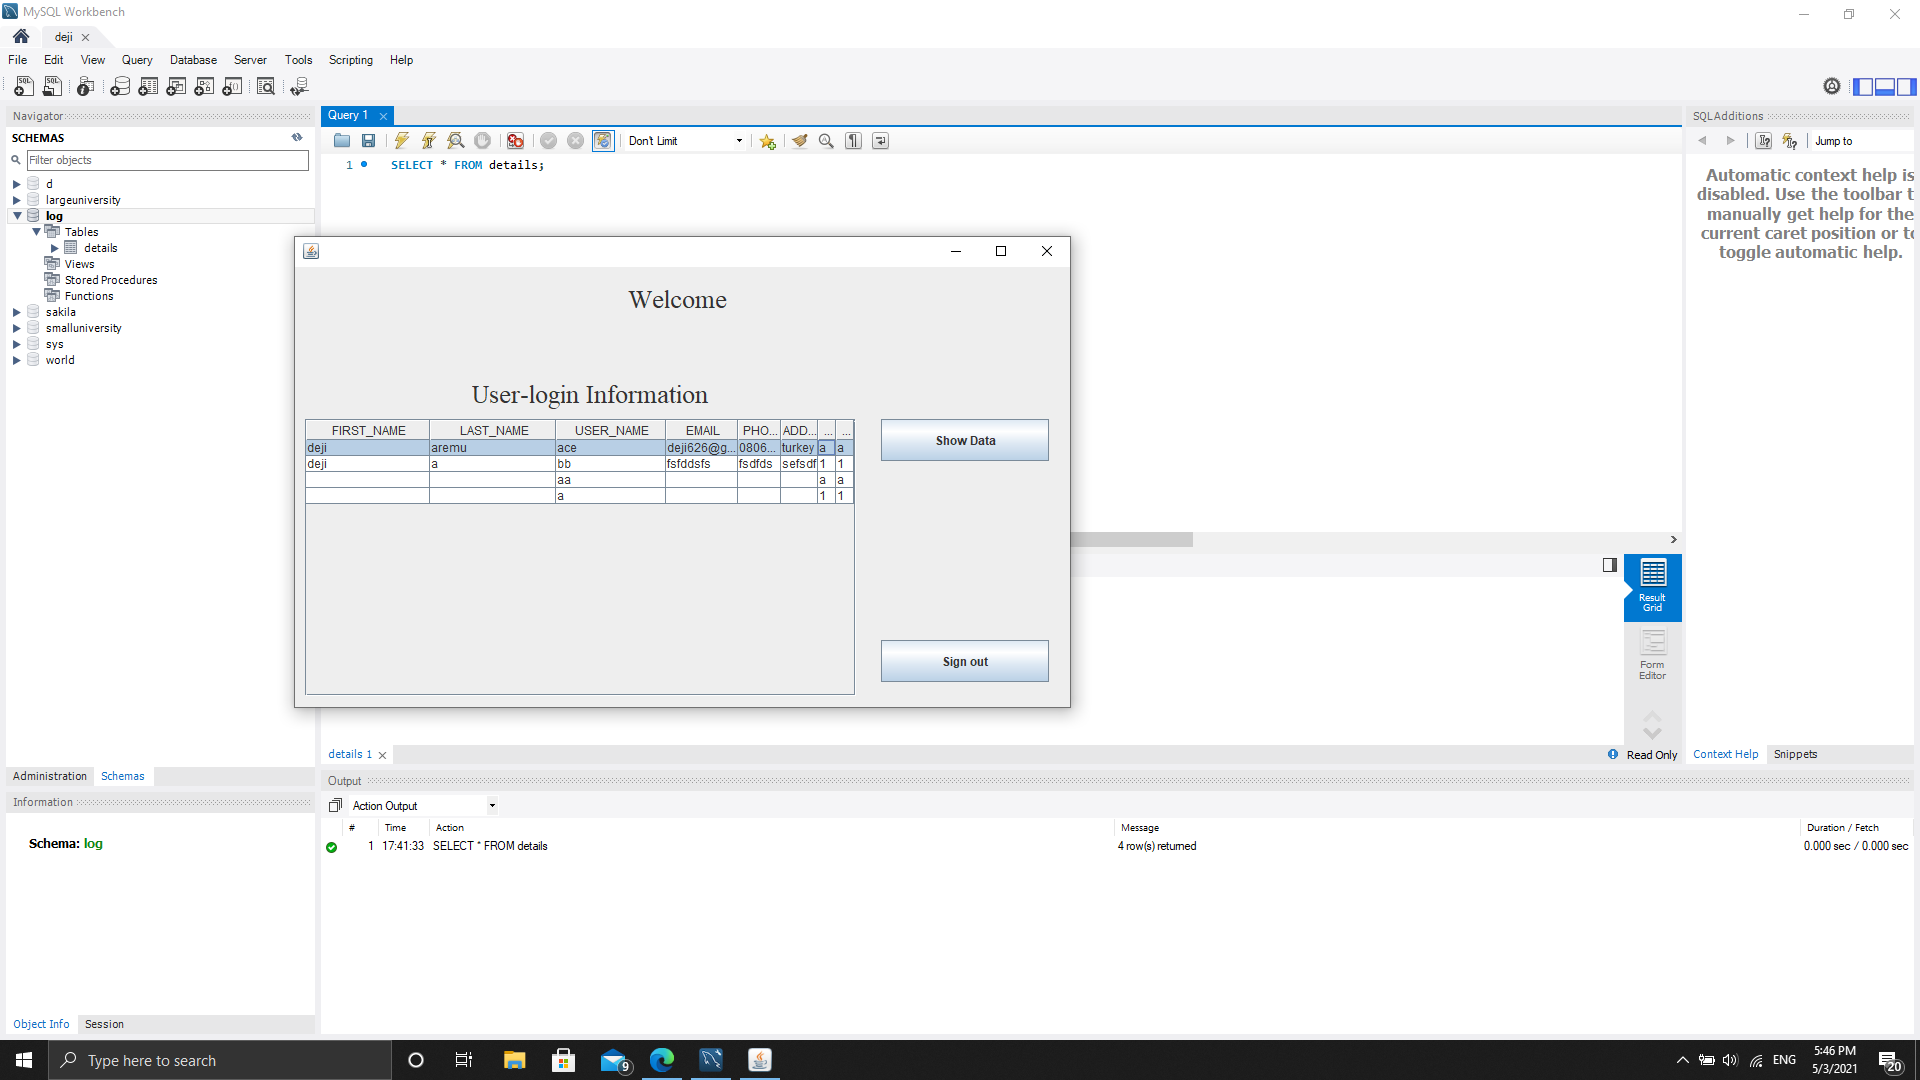 MySQL Workbench
deji
File Edit View Query Database Server Tools Scripting Help
Navigator
SCHEMAS
Filter objects
d
largeuniversity
log
Tables
details
Views
Stored Procedures
Functions
sakila
smalluniversity
sys
world
Administration Schemas
Information
Schema: log
Object Info Session
Query 1
Don't Limit
1 SELECT * FROM details;
Welcome
User-login Information
FIRST_NAME LAST_NAME USER_NAME EMAIL PHO... ADD... ... ...
deji aremu ace deji626@g... 0806... turkey a a
deji a bb fsfddsfs fsdfds sefsdf 1 1
aa a a
a 1 1
Show Data
Sign out
Result
Grid
Form
Editor
details 1
Read Only
SQLAdditions
Jump to
Automatic context help is
disabled. Use the toolbar t
manually get help for the
current caret position or to
toggle automatic help.
Context Help Snippets
Output
Action Output
# Time Action Message Duration / Fetch
1 17:41:33 SELECT * FROM details 4 row(s) returned 0.000 sec / 0.000 sec
Type here to search
9
ENG
5:46 PM
5/3/2021
20